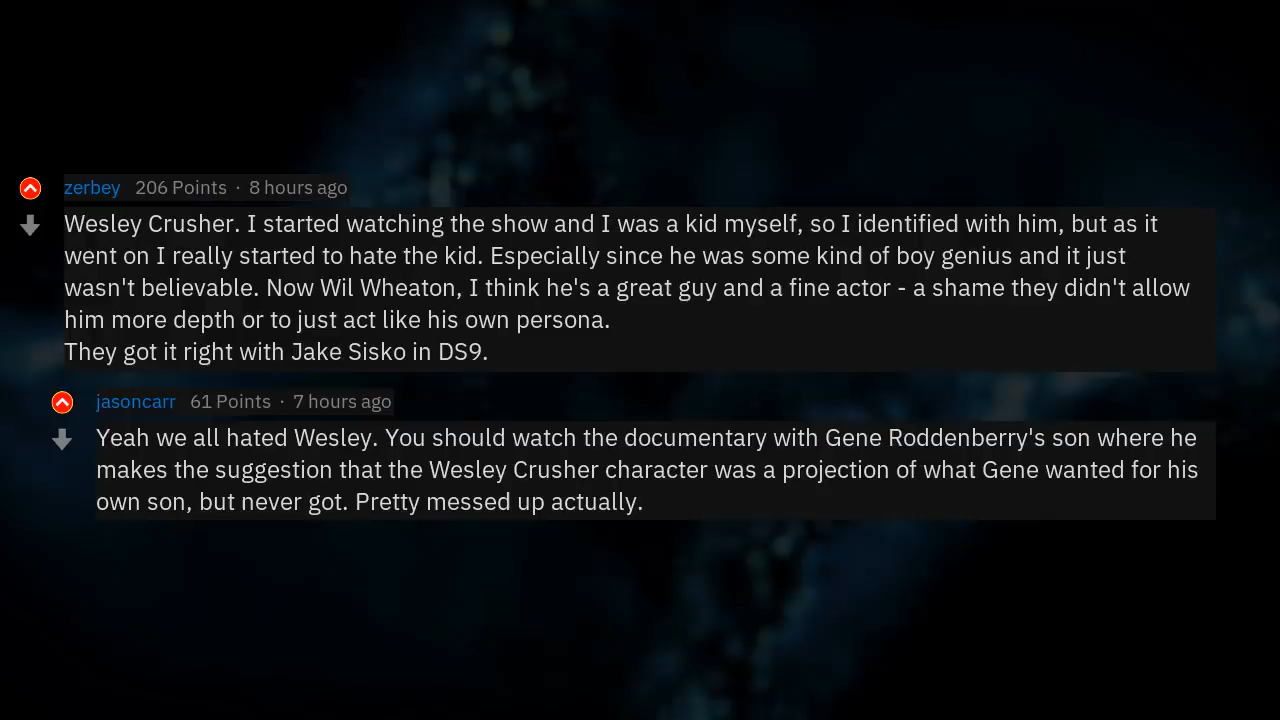 zerbey 206 Points · 8 hours ago
Wesley Crusher. I started watching the show and I was a kid myself, so I identified with him, but as it
went on I really started to hate the kid. Especially since he was some kind of boy genius and it just
wasn't believable. Now Wil Wheaton, I think he's a great guy and a fine actor - a shame they didn't allow
him more depth or to just act like his own persona.
They got it right with Jake Sisko in DS9.
jasoncarr 61 Points · 7 hours ago
Yeah we all hated Wesley. You should watch the documentary with Gene Roddenberry's son where he
makes the suggestion that the Wesley Crusher character was a projection of what Gene wanted for his
own son, but never got. Pretty messed up actually.